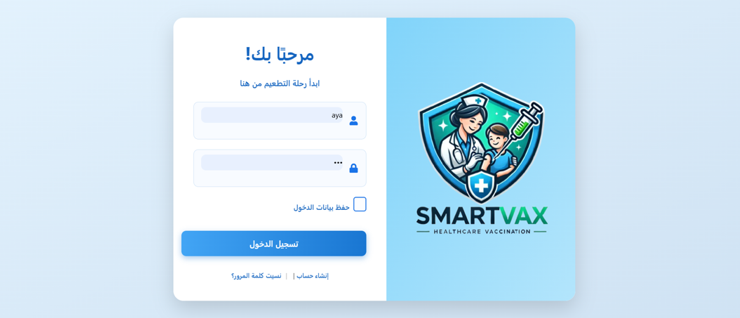 مرحبًا بك!
ابدأ رحلة التطعيم من هنا
aya
•••
حفظ بيانات الدخول
تسجيل الدخول
إنشاء حساب | | نسيت كلمة المرور؟
SMARTVAX
HEALTHCARE VACCINATION